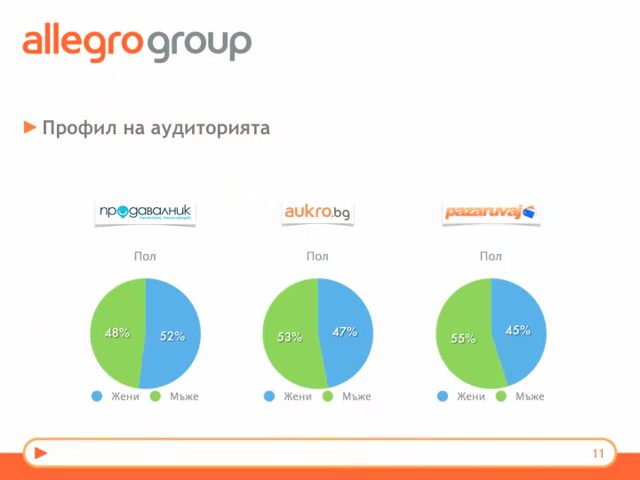 allegrogroup
Профил на аудиторията
продавалник
aukro.bg
pazaruvaj
Пол
Пол
Пол
48%
52%
53%
47%
55%
45%
Жени
Мъже
Жени
Мъже
Жени
Мъже
11